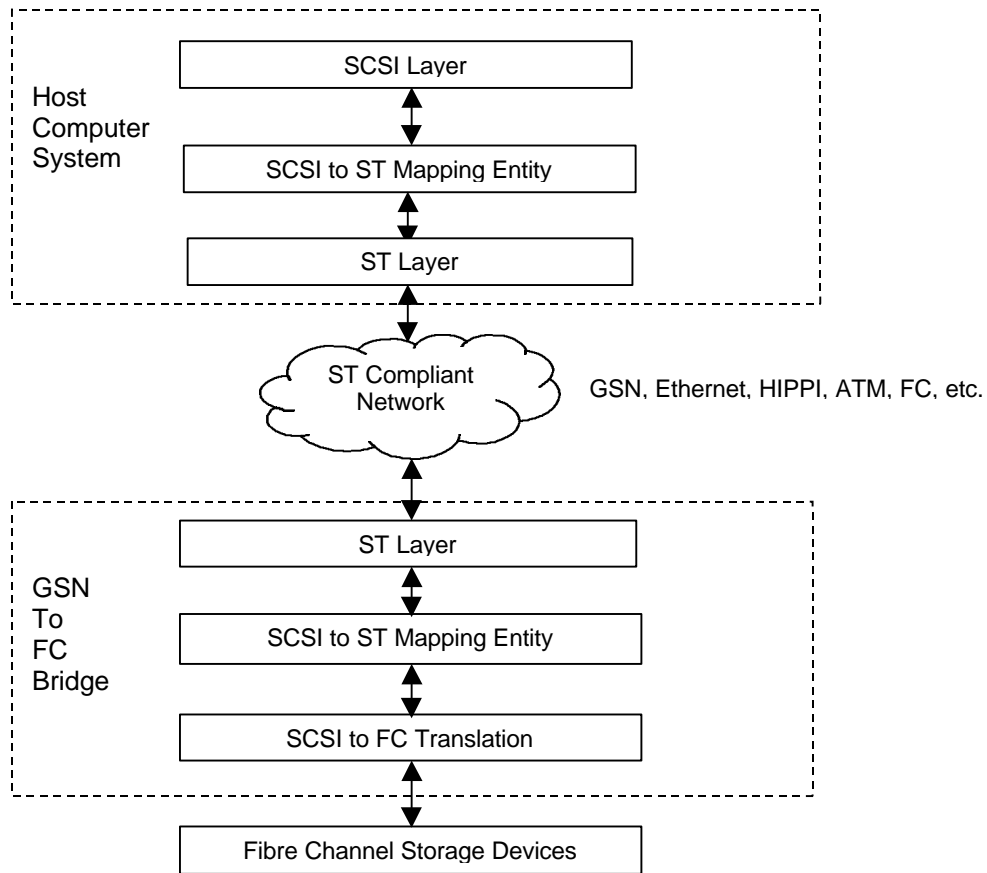 SCSI Layer
Host
Computer
System
SCSI to ST Mapping Entity
ST Layer
ST Compliant
Network
GSN, Ethernet, HIPPI, ATM, FC, etc.
ST Layer
GSN
To
FC
Bridge
SCSI to ST Mapping Entity
SCSI to FC Translation
Fibre Channel Storage Devices